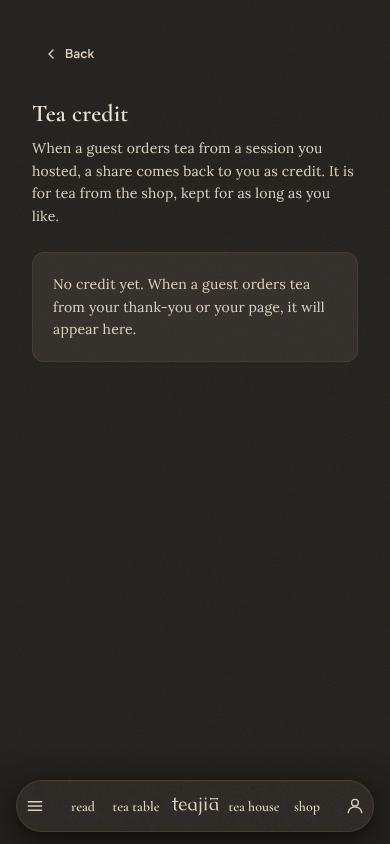 Back
Tea credit
When a guest orders tea from a session you
hosted, a share comes back to you as credit. It is
for tea from the shop, kept for as long as you
like.
No credit yet. When a guest orders tea
from your thank-you or your page, it will
appear here.
read tea table teajiā tea house shop